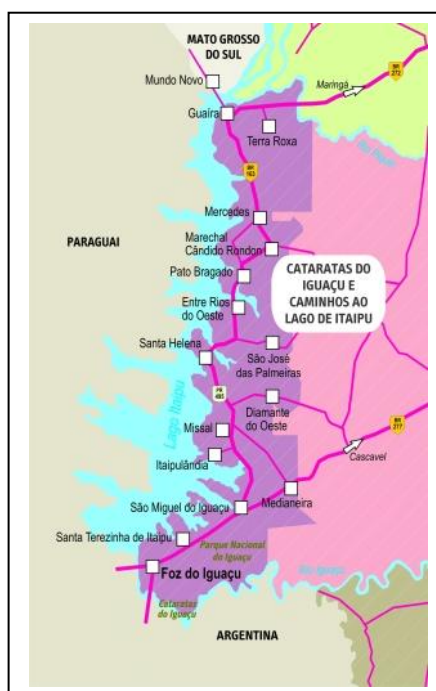 MATO GROSSO
DO SUL
Mundo Novo
Maringá
BR
272
Guaíra
Terra Roxa
BR
163
Mercedes
PARAGUAI
Marechal
Cândido Rondon
Pato Bragado
CATARATAS DO
IGUAÇU E
CAMINHOS AO
LAGO DE ITAIPU
Entre Rios
do Oeste
Santa Helena
São José
das Palmeiras
PR
Lago Itaipu
Diamante
do Oeste
BR
277
Missal
Cascavel
Itaipulândia
Medianeira
São Miguel do Iguaçu
Santa Terezinha de Itaipu
Parque Nacional
do Iguaçu
Rio Iguaçu
Foz do Iguaçu
Cataratas
do Iguaçu
ARGENTINA